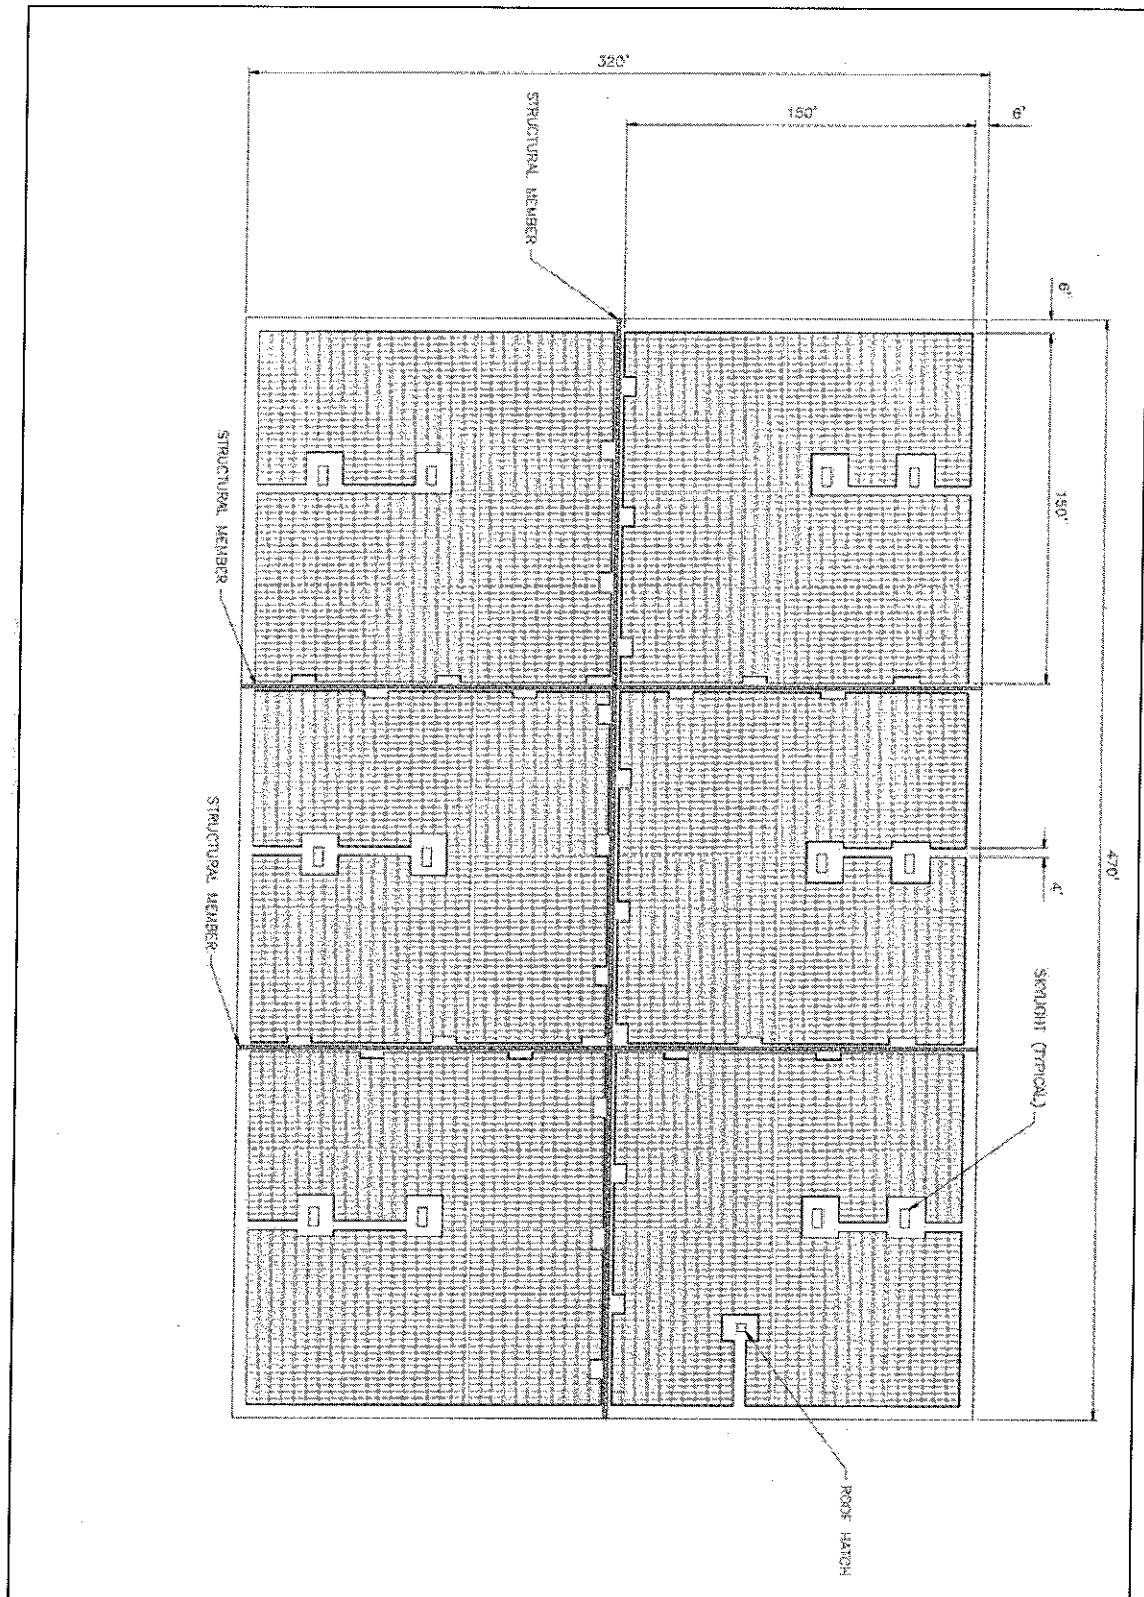 320'
150'
6'
STRUCTURAL MEMBER
6'
150'
STRUCTURAL MEMBER
470'
4'
STRUCTURAL MEMBER
SKYLIGHT (TYPICAL)
ROOF HATCH